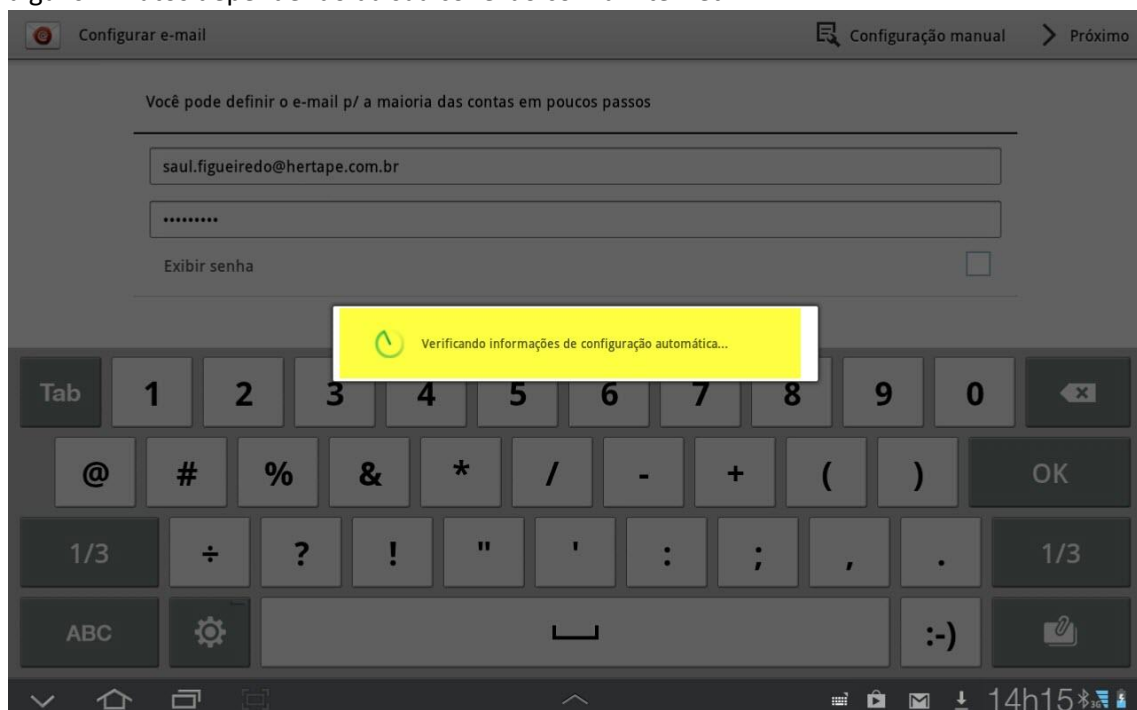 Configurar e-mail
Configuração manual
Próximo
Você pode definir o e-mail p/ a maioria das contas em poucos passos
saul.figueiredo@hertape.com.br
•••••••••
Exibir senha
Verificando informações de configuração automática...
Tab 1 2 3 4 5 6 7 8 9 0
@ # % & * / - + ( ) OK
1/3 ÷ ? ! " ' : ; , . 1/3
ABC :-)
14h15
3G